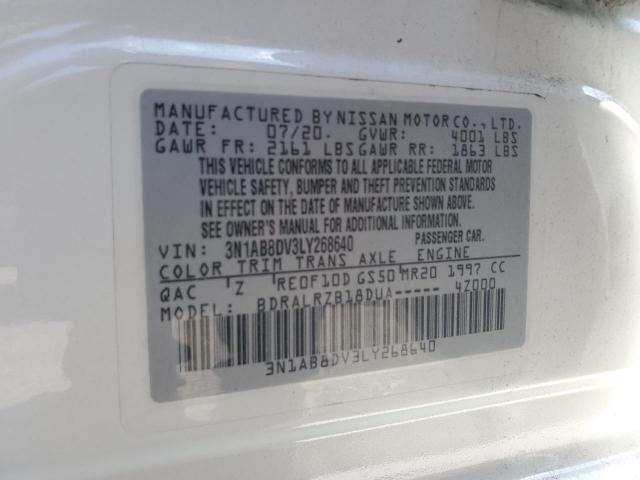 MANUFACTURED BY NISSAN MOTOR CO., LTD.
DATE: 07/20. GVWR: 4001 LBS
GAWR FR: 2161 LBS GAWR RR: 1863 LBS
THIS VEHICLE CONFORMS TO ALL APPLICABLE FEDERAL MOTOR
VEHICLE SAFETY, BUMPER AND THEFT PREVENTION STANDARDS
IN EFFECT ON THE DATE OF MANUFACTURE SHOWN ABOVE.
SEE OWNER'S MANUAL FOR ADDITIONAL INFORMATION.
VIN: 3N1AB8DV3LY268640 PASSENGER CAR.
COLOR TRIM TRANS AXLE ENGINE
QAC Z RE0F10D GS50 MR20 1997 CC
MODEL: BDRALRZB18DUA----- 4Z000
3N1AB8DV3LY268640